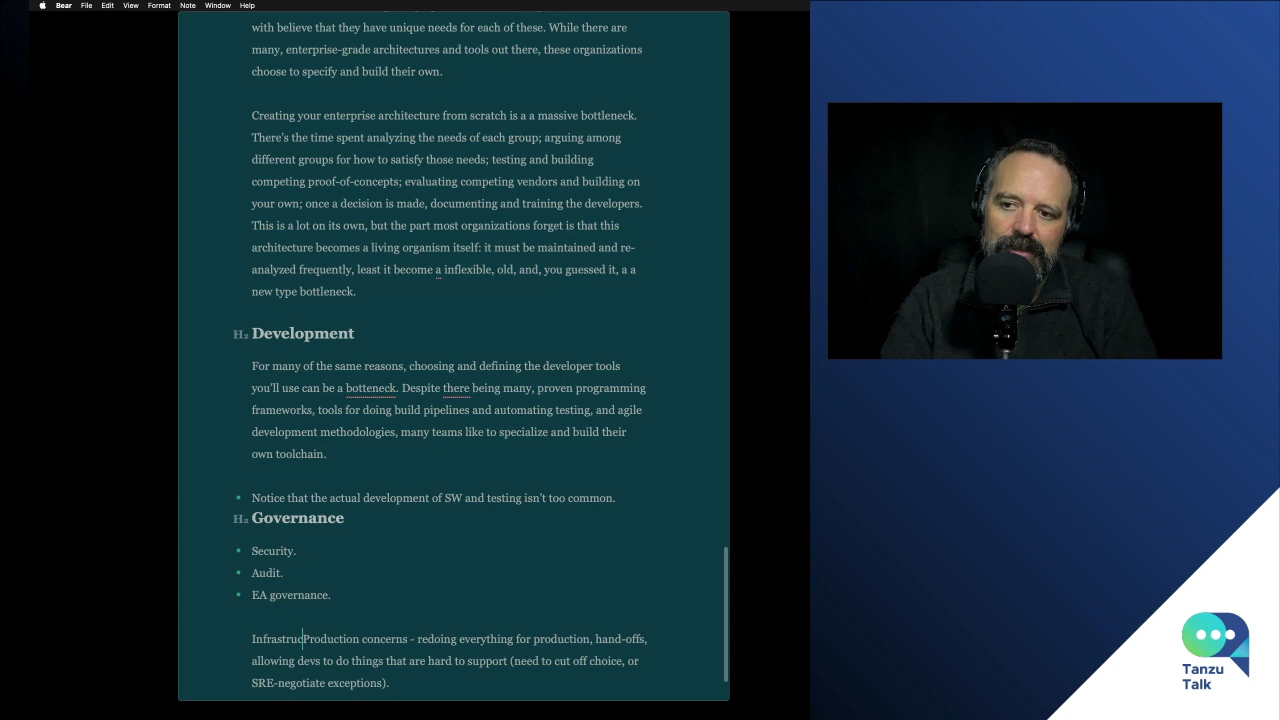 Bear File Edit View Format Note Window Help
with believe that they have unique needs for each of these. While there are
many, enterprise-grade architectures and tools out there, these organizations
choose to specify and build their own.
Creating your enterprise architecture from scratch is a a massive bottleneck.
There's the time spent analyzing the needs of each group; arguing among
different groups for how to satisfy those needs; testing and building
competing proof-of-concepts; evaluating competing vendors and building on
your own; once a decision is made, documenting and training the developers.
This is a lot on its own, but the part most organizations forget is that this
architecture becomes a living organism itself: it must be maintained and re-
analyzed frequently, least it become a inflexible, old, and, you guessed it, a a
new type bottleneck.
H2 Development
For many of the same reasons, choosing and defining the developer tools
you'll use can be a botteneck. Despite there being many, proven programming
frameworks, tools for doing build pipelines and automating testing, and agile
development methodologies, many teams like to specialize and build their
own toolchain.
• Notice that the actual development of SW and testing isn't too common.
H2 Governance
• Security.
• Audit.
• EA governance.
InfrastrucProduction concerns - redoing everything for production, hand-offs,
allowing devs to do things that are hard to support (need to cut off choice, or
SRE-negotiate exceptions).
Tanzu
Talk